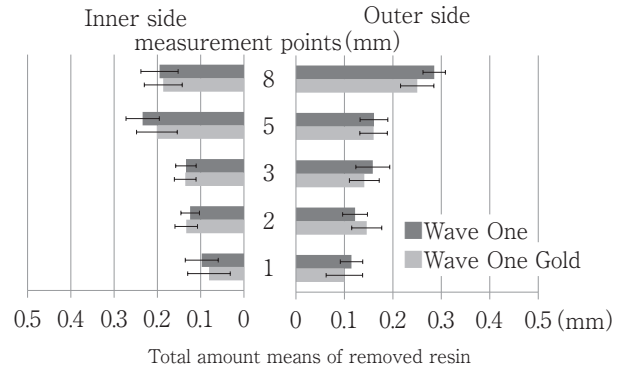 Inner side Outer side
measurement points(mm)
8
5
3
2
1
Wave One
Wave One Gold
0.5 0.4 0.3 0.2 0.1 0 0 0.1 0.2 0.3 0.4 0.5 (mm)
Total amount means of removed resin